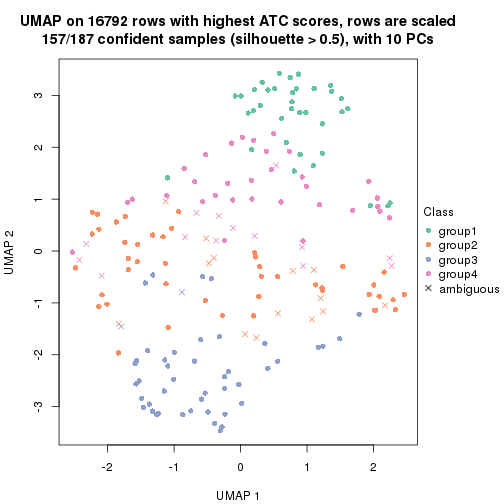 UMAP on 16792 rows with highest ATC scores, rows are scaled
157/187 confident samples (silhouette > 0.5), with 10 PCs
3
2
1
0
-1
-2
-3
UMAP 2
-2
-1
0
1
2
UMAP 1
Class
group1
group2
group3
group4
ambiguous